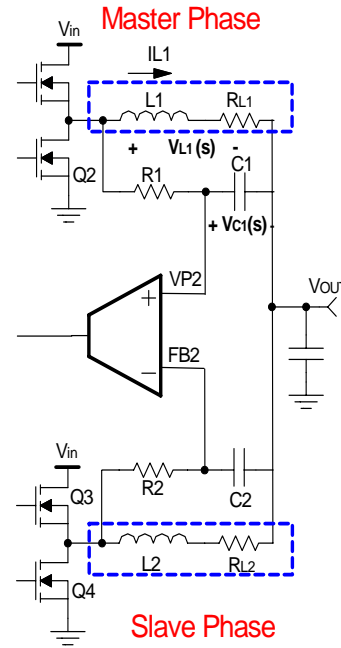 Master Phase
Vin
IL1
L1
RL1
+ VL1(s) -
Q2
R1
C1
+ VC1(s) -
VP2
+
VOUT
FB2
−
Vin
R2
C2
Q3
L2
RL2
Q4
Slave Phase